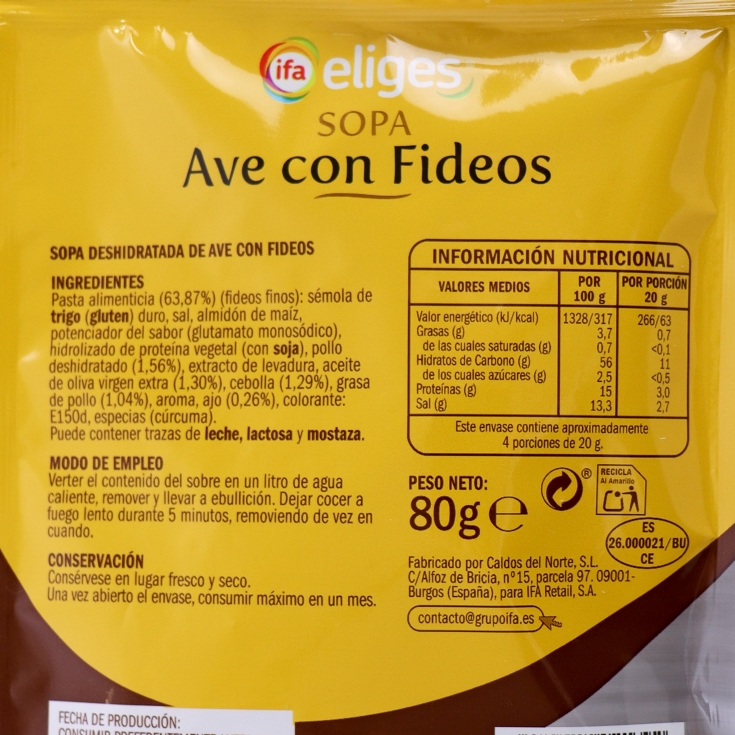 ifa eliges
SOPA
Ave con Fideos
SOPA DESHIDRATADA DE AVE CON FIDEOS
INGREDIENTES
Pasta alimenticia (63,87%) (fideos finos): sémola de
trigo (gluten) duro, sal, almidón de maíz,
potenciador del sabor (glutamato monosódico),
hidrolizado de proteína vegetal (con soja), pollo
deshidratado (1,56%), extracto de levadura, aceite
de oliva virgen extra (1,30%), cebolla (1,29%), grasa
de pollo (1,04%), aroma, ajo (0,26%), colorante:
E150d, especias (cúrcuma).
Puede contener trazas de leche, lactosa y mostaza.
MODO DE EMPLEO
Verter el contenido del sobre en un litro de agua
caliente, remover y llevar a ebullición. Dejar cocer a
fuego lento durante 5 minutos, removiendo de vez en
cuando.
CONSERVACIÓN
Consérvese en lugar fresco y seco.
Una vez abierto el envase, consumir máximo en un mes.
INFORMACIÓN NUTRICIONAL
VALORES MEDIOS POR 100 g POR PORCIÓN 20 g
Valor energético (kJ/kcal) 1328/317 266/63
Grasas (g) 3,7 0,7
de las cuales saturadas (g) 0,7 <0,1
Hidratos de Carbono (g) 56 11
de los cuales azúcares (g) 2,5 <0,5
Proteínas (g) 15 3,0
Sal (g) 13,3 2,7
Este envase contiene aproximadamente
4 porciones de 20 g.
PESO NETO:
80g e
®
RECICLA
Al Amarillo
ES
26.000021/BU
CE
Fabricado por Caldos del Norte, S.L.
C/Alfoz de Bricia, nº15, parcela 97. 09001-
Burgos (España), para IFA Retail, S.A.
contacto@grupoifa.es
FECHA DE PRODUCCIÓN: